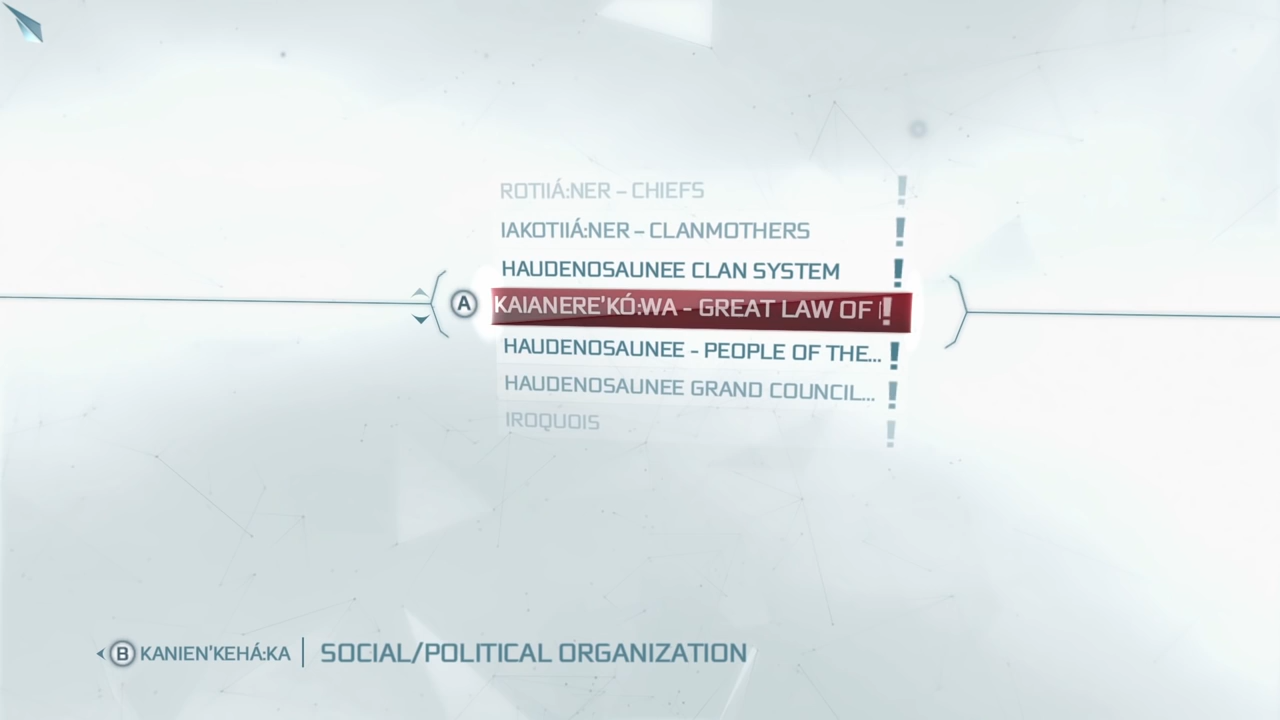 ROTIIÁ:NER – CHIEFS !
IAKOTIIÁ:NER – CLANMOTHERS !
HAUDENOSAUNEE CLAN SYSTEM !
A KAIANERE'KÓ:WA - GREAT LAW OF !
HAUDENOSAUNEE - PEOPLE OF THE... !
HAUDENOSAUNEE GRAND COUNCIL... !
IROQUOIS !
B KANIEN'KEHÁ:KA | SOCIAL/POLITICAL ORGANIZATION